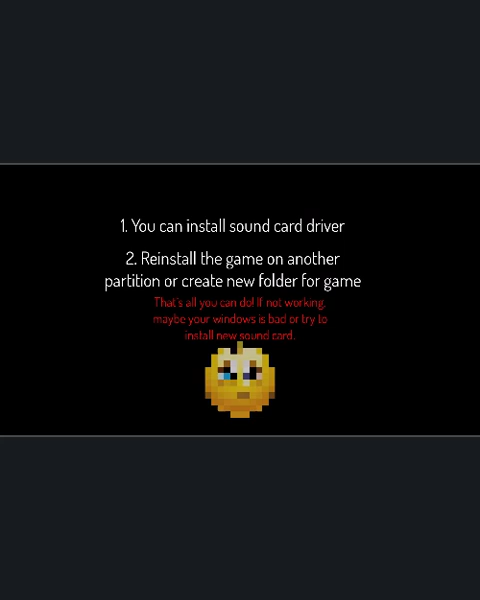 1. You can install sound card driver
2. Reinstall the game on another
partition or create new folder for game
That's all you can do! If not working,
maybe your windows is bad or try to
install new sound card.